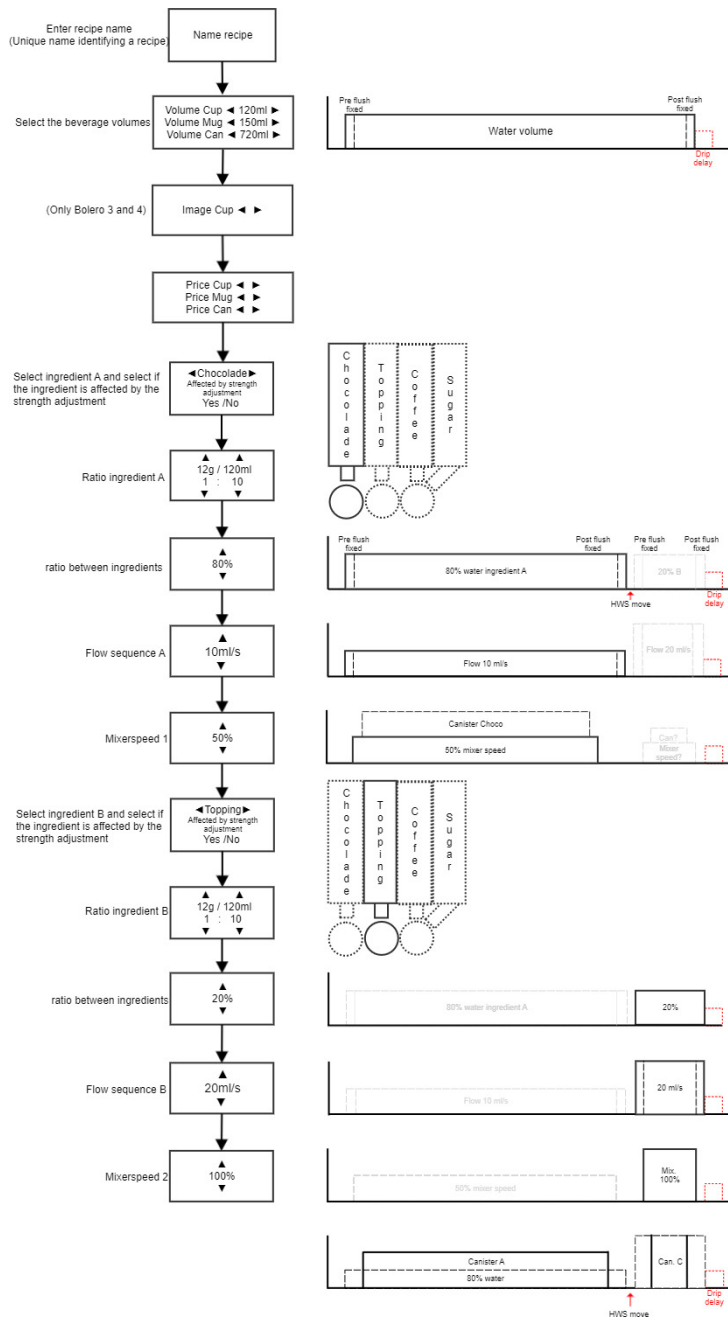 Enter recipe name
(Unique name identifying a recipe)
Name recipe
Select the beverage volumes
Volume Cup ◄ 120ml ►
Volume Mug ◄ 150ml ►
Volume Can ◄ 720ml ►
Pre flush
fixed
Post flush
fixed
Water volume
Drip
delay
(Only Bolero 3 and 4)
Image Cup ◄ ►
Price Cup ◄ ►
Price Mug ◄ ►
Price Can ◄ ►
Select ingredient A and select if
the ingredient is affected by the
strength adjustment
◄Chocolade►
Affected by strength
adjustment
Yes /No
Chocolade
Topping
Coffee
Sugar
Ratio ingredient A
▲ ▲
12g / 120ml
1 : 10
▼ ▼
ratio between ingredients
▲
80%
▼
Pre flush
fixed
Post flush
fixed
Pre flush
fixed
Post flush
fixed
80% water ingredient A
20% B
HWS move
Drip
delay
Flow sequence A
▲
10ml/s
▼
Flow 10 ml/s
Flow 20 ml/s
Mixerspeed 1
▲
50%
▼
Canister Choco
50% mixer speed
Can?
Mixer
speed?
Select ingredient B and select if
the ingredient is affected by the
strength adjustment
◄Topping►
Affected by strength
adjustment
Yes /No
Chocolade
Topping
Coffee
Sugar
Ratio ingredient B
▲ ▲
12g / 120ml
1 : 10
▼ ▼
ratio between ingredients
▲
20%
▼
80% water ingredient A
20%
Flow sequence B
▲
20ml/s
▼
Flow 10 ml/s
20 ml/s
Mixerspeed 2
▲
100%
▼
50% mixer speed
Mix.
100%
Canister A
80% water
Can. C
HWS move
Drip
delay